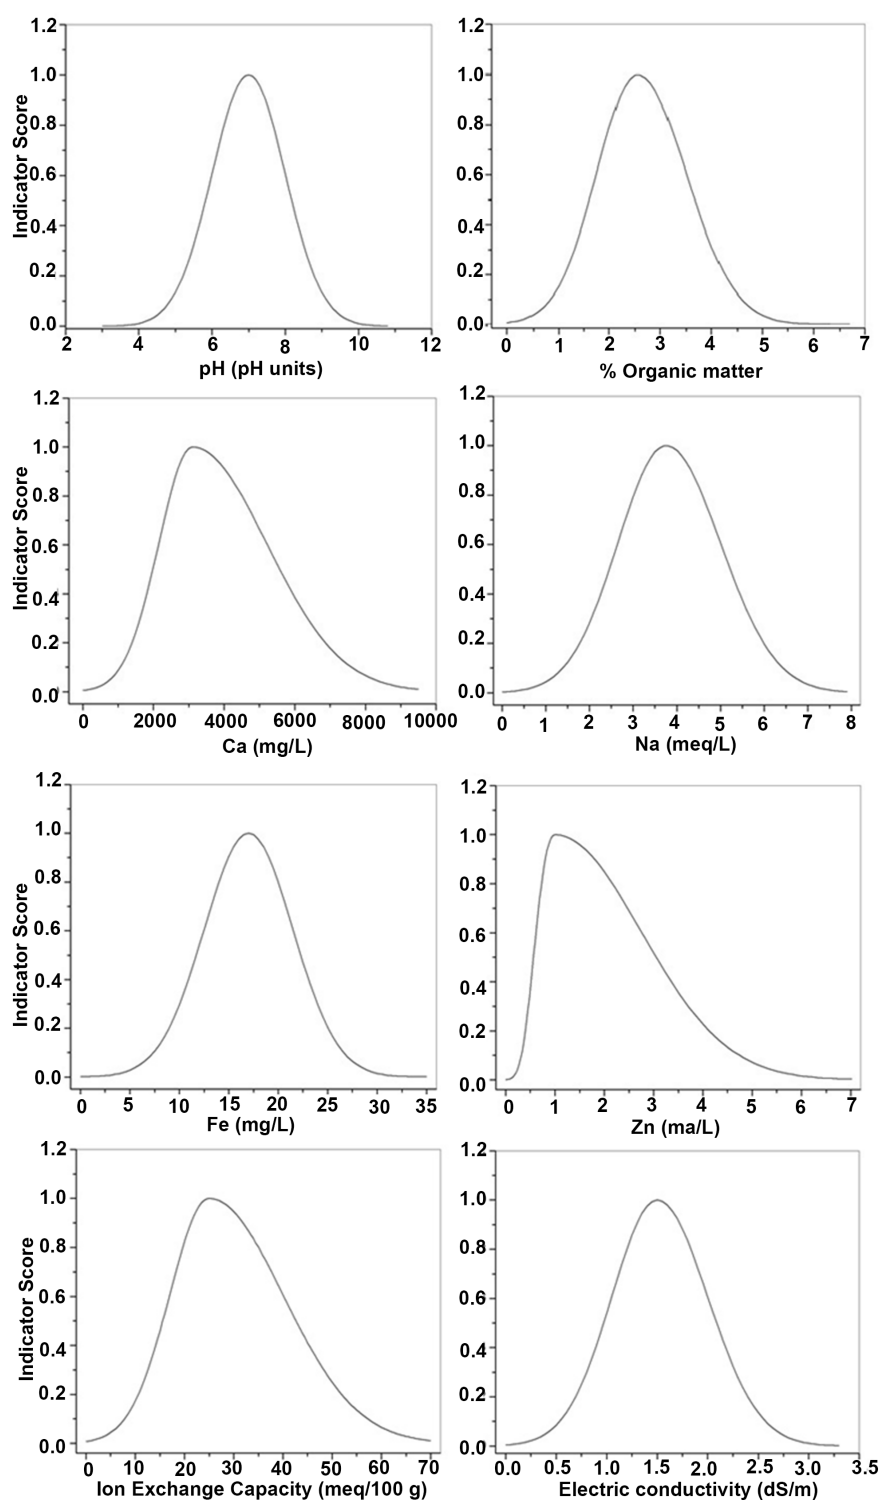 1.2
1.0
0.8
0.6
0.4
0.2
0.0
Indicator Score
2 4 6 8 10 12
pH (pH units)
1.2
1.0
0.8
0.6
0.4
0.2
0.0
0 1 2 3 4 5 6 7
% Organic matter
1.2
1.0
0.8
0.6
0.4
0.2
0.0
Indicator Score
0 2000 4000 6000 8000 10000
Ca (mg/L)
1.2
1.0
0.8
0.6
0.4
0.2
0.0
0 1 2 3 4 5 6 7 8
Na (meq/L)
1.2
1.0
0.8
0.6
0.4
0.2
0.0
Indicator Score
0 5 10 15 20 25 30 35
Fe (mg/L)
1.2
1.0
0.8
0.6
0.4
0.2
0.0
0 1 2 3 4 5 6 7
Zn (ma/L)
1.2
1.0
0.8
0.6
0.4
0.2
0.0
Indicator Score
0 10 20 30 40 50 60 70
Ion Exchange Capacity (meq/100 g)
1.2
1.0
0.8
0.6
0.4
0.2
0.0
0.0 0.5 1.0 1.5 2.0 2.5 3.0 3.5
Electric conductivity (dS/m)